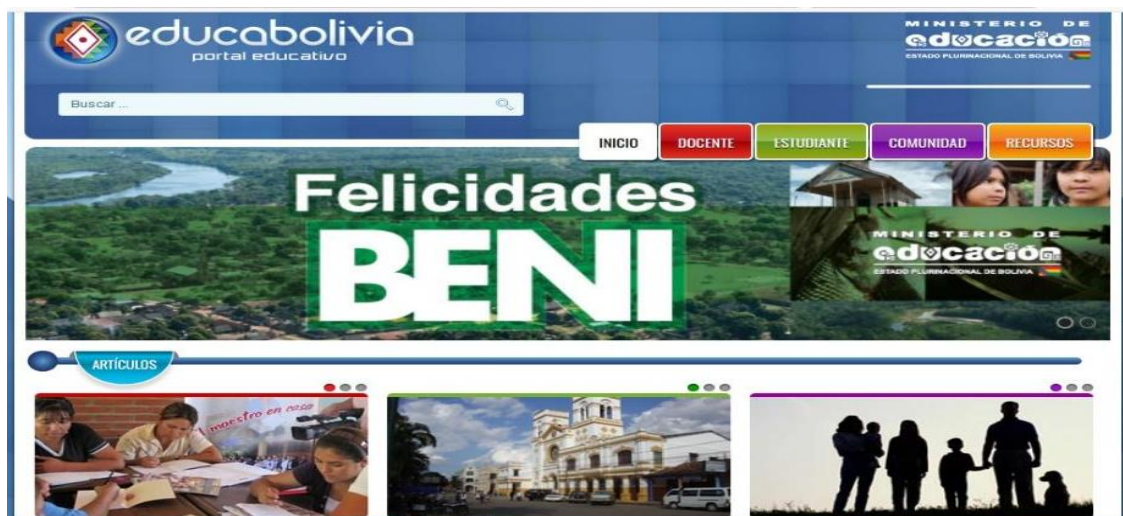 educabolivia
portal educativo
MINISTERIO DE
educación
ESTADO PLURINACIONAL DE BOLIVIA
Buscar ...
INICIO
DOCENTE
ESTUDIANTE
COMUNIDAD
RECURSOS
Felicidades
BENI
MINISTERIO DE
educación
ESTADO PLURINACIONAL DE BOLIVIA
ARTÍCULOS
maestro en casa